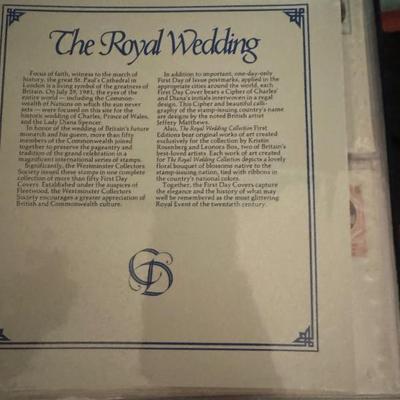 The Royal Wedding
Focus of faith, witness to the march of
history, the great St. Paul's Cathedral in
London is a living symbol of the greatness of
Britain. On July 29, 1981, the eyes of the
entire world — including the Common-
wealth of Nations on which the sun never
sets — were focused on this site for the
historic wedding of Charles, Prince of Wales,
and the Lady Diana Spencer.
In honor of the wedding of Britain's future
monarch and his queen, more than fifty
members of the Commonwealth joined
together to preserve the pageantry and
tradition of the grand celebration in a
magnificent international series of stamps.
Significantly, the Westminster Collectors
Society issued these stamps in one complete
collection of more than fifty First Day
Covers. Established under the auspices of
Fleetwood, the Westminster Collectors
Society encourages a greater appreciation of
British and Commonwealth culture.
In addition to important, one-day-only
First Day of Issue postmarks, applied in the
appropriate cities around the world, each
First Day Cover bears a Cipher of Charles'
and Diana's initials interwoven in a regal
design. This Cipher and beautiful calli-
graphy of the stamp-issuing country's name
are designs by the noted British artist
Jeffery Matthews.
Also, The Royal Wedding Collection First
Editions bear original works of art created
exclusively for the collection by Kristin
Rosenberg and Leonora Box, two of Britain's
best-loved artists. Each work of art created
for The Royal Wedding Collection depicts a lovely
floral bouquet of blossoms native to the
stamp-issuing nation, tied with ribbons in
the country's national colors.
Together, the First Day Covers capture
the elegance and the history of what may
well be remembered as the most glittering
Royal Event of the twentieth century.
CD